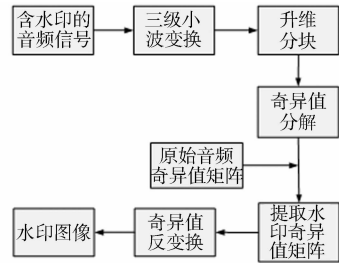 含水印的
音频信号
三级小
波变换
升维
分块
奇异值
分解
原始音频
奇异值矩阵
提取水
印奇异
值矩阵
奇异值
反变换
水印图像